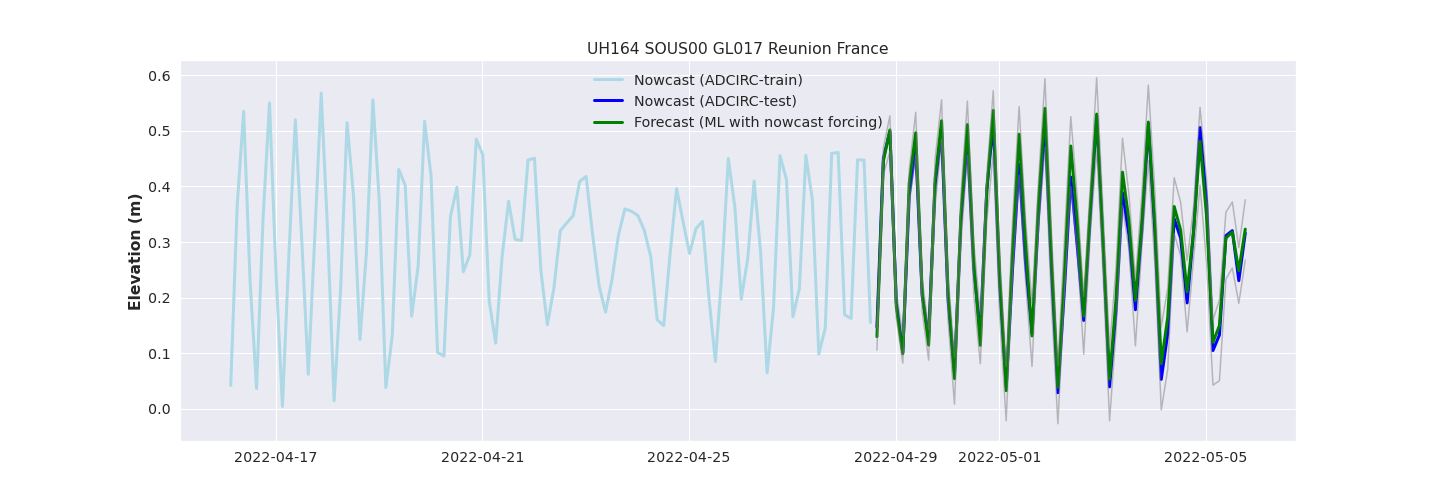 UH164 SOUS00 GL017 Reunion France
Nowcast (ADCIRC-train)
Nowcast (ADCIRC-test)
Forecast (ML with nowcast forcing)
Elevation (m)
0.6
0.5
0.4
0.3
0.2
0.1
0.0
2022-04-17 2022-04-21 2022-04-25 2022-04-29 2022-05-01 2022-05-05